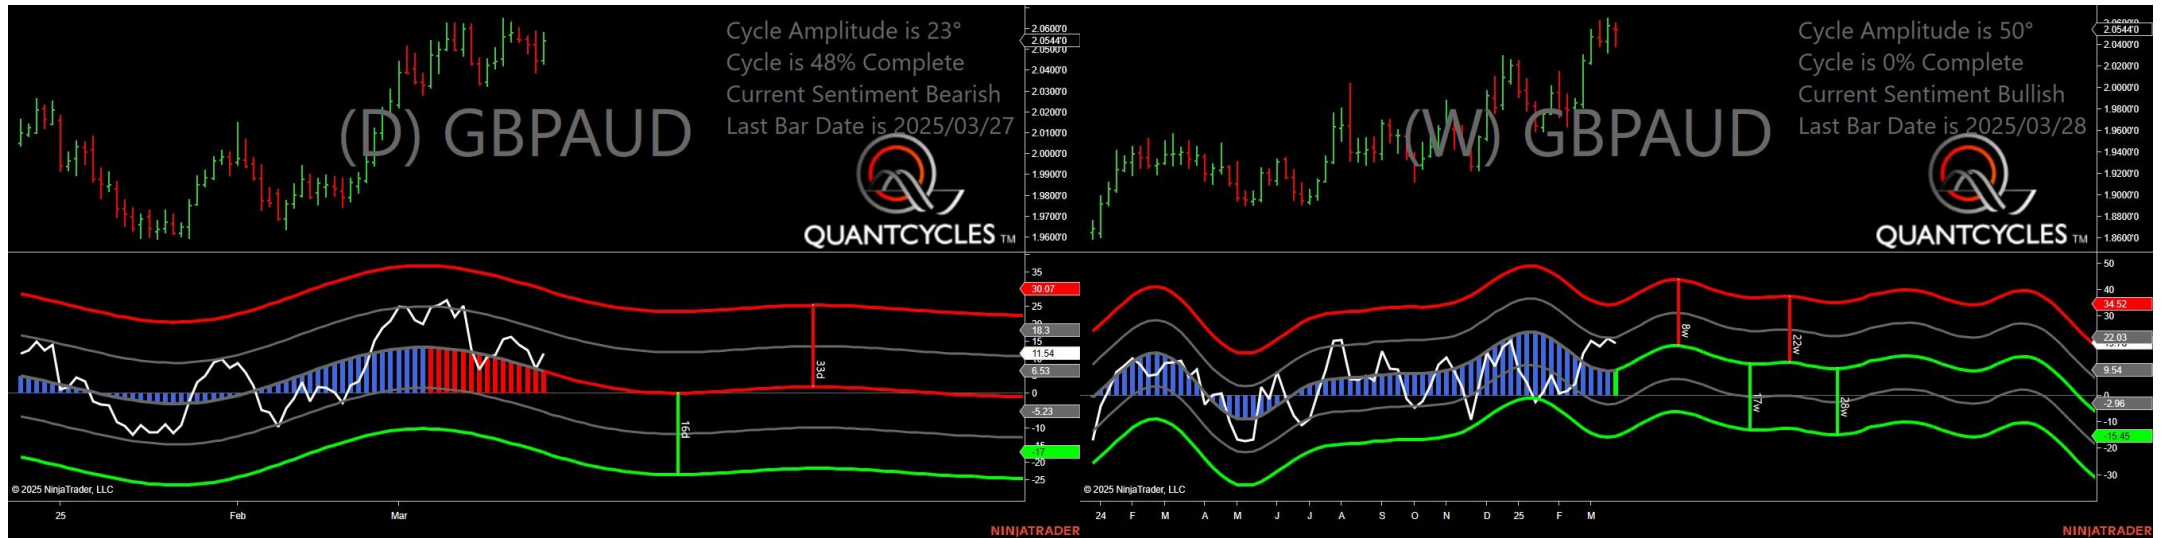 Cycle Amplitude is 23°
Cycle is 48% Complete
Current Sentiment Bearish
Last Bar Date is 2025/03/27
(D) GBPAUD
QUANTCYCLES TM
2.0600'0
2.0544'0
2.0500'0
2.0400'0
2.0300'0
2.0200'0
2.0100'0
2.0000'0
1.9900'0
1.9800'0
1.9700'0
1.9600'0
35
30.07
25
18.3
11.54
6.53
0
-5.23
-10
-17
-20
-25
33d
16d
© 2025 NinjaTrader, LLC
25 Feb Mar
NINJATRADER
Cycle Amplitude is 50°
Cycle is 0% Complete
Current Sentiment Bullish
Last Bar Date is 2025/03/28
(W) GBPAUD
QUANTCYCLES TM
2.0600'0
2.0544'0
2.0400'0
2.0200'0
2.0000'0
1.9800'0
1.9600'0
1.9400'0
1.9200'0
1.9000'0
1.8800'0
1.8600'0
50
40
34.52
30
22.03
9.54
0
-2.96
-10
-15.45
-20
-30
8w
22w
17w
28w
© 2025 NinjaTrader, LLC
24 F M A M J J A S O N D 25 F M
NINJATRADER